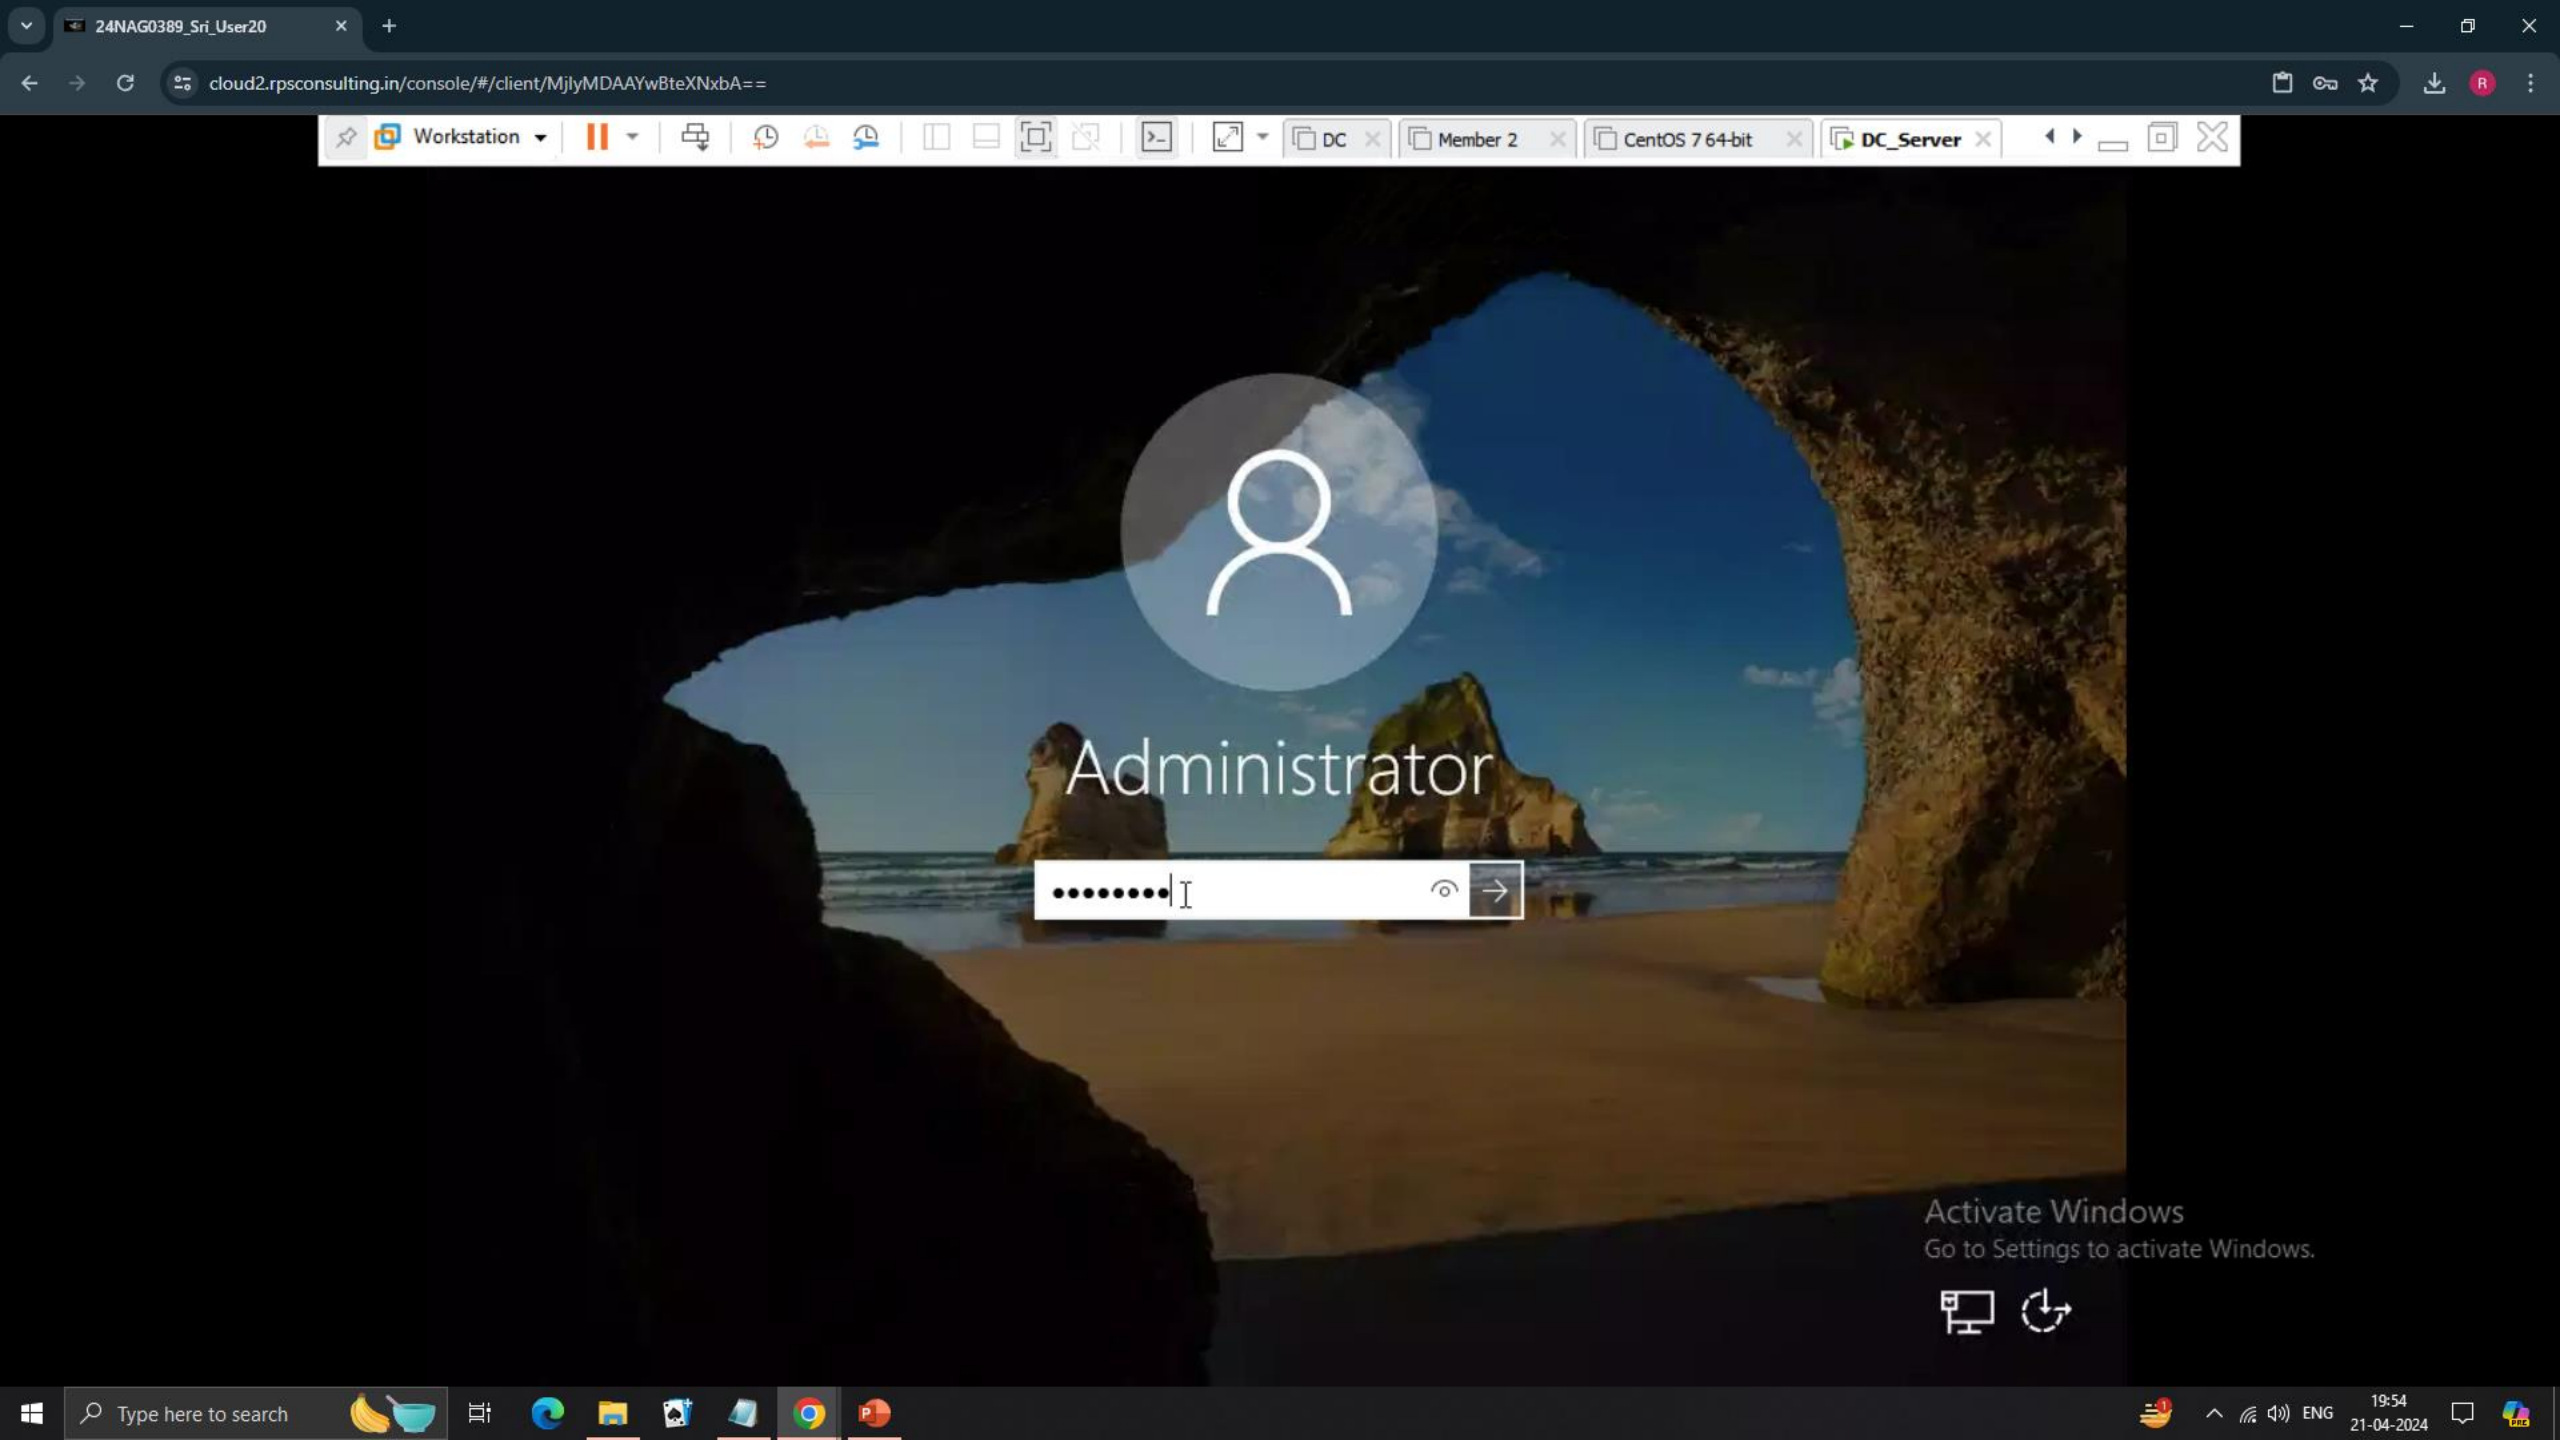 24NAG0389_Sri_User20
cloud2.rpsconsulting.in/console/#/client/MjIyMDAAYwBteXNxbA==
R
Workstation
DC
Member 2
CentOS 7 64-bit
DC_Server
Administrator
Activate Windows
Go to Settings to activate Windows.
Type here to search
1
ENG
19:54
21-04-2024